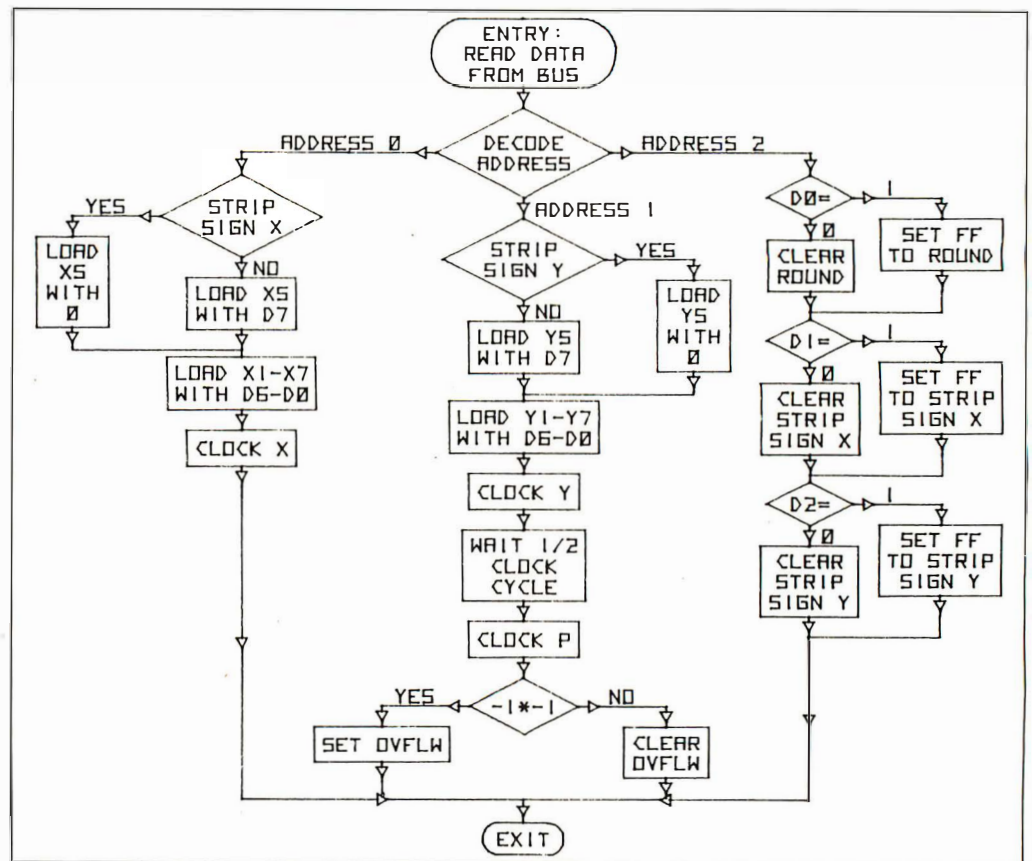 ENTRY:
READ DATA
FROM BUS
DECODE
ADDRESS
ADDRESS 0
STRIP
SIGN X
YES
LOAD
XS
WITH
0
NO
LOAD XS
WITH D7
LOAD X1-X7
WITH D6-D0
CLOCK X
ADDRESS 1
STRIP
SIGN Y
YES
LOAD
YS
WITH
0
NO
LOAD YS
WITH D7
LOAD Y1-Y7
WITH D6-D0
CLOCK Y
WAIT 1/2
CLOCK
CYCLE
CLOCK P
-1*-1
YES
SET OVFLW
NO
CLEAR
OVFLW
ADDRESS 2
D0=
1
SET FF
TO ROUND
0
CLEAR
ROUND
D1=
1
SET FF
TO STRIP
SIGN X
0
CLEAR
STRIP
SIGN X
D2=
1
SET FF
TO STRIP
SIGN Y
0
CLEAR
STRIP
SIGN Y
EXIT